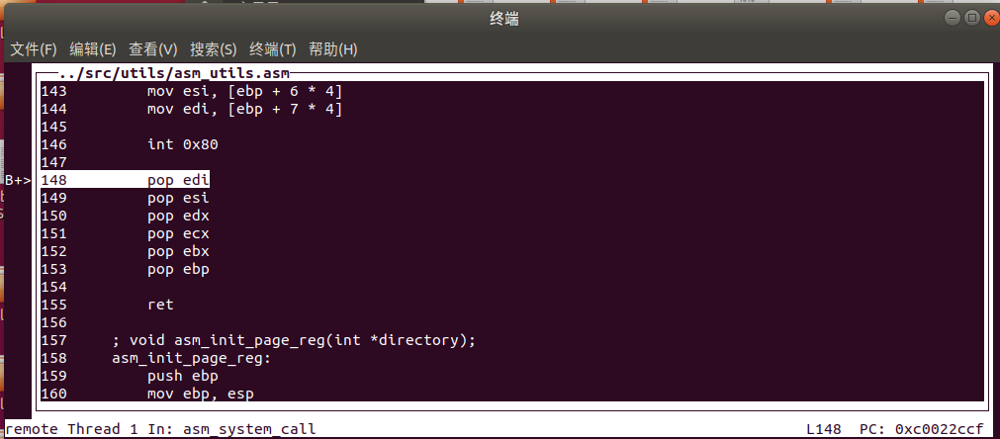 终端
文件(F) 编辑(E) 查看(V) 搜索(S) 终端(T) 帮助(H)
../src/utils/asm_utils.asm
143 mov esi, [ebp + 6 * 4]
144 mov edi, [ebp + 7 * 4]
145
146 int 0x80
147
B+> 148 pop edi
149 pop esi
150 pop edx
151 pop ecx
152 pop ebx
153 pop ebp
154
155 ret
156
157 ; void asm_init_page_reg(int *directory);
158 asm_init_page_reg:
159 push ebp
160 mov ebp, esp
remote Thread 1 In: asm_system_call L148 PC: 0xc0022ccf